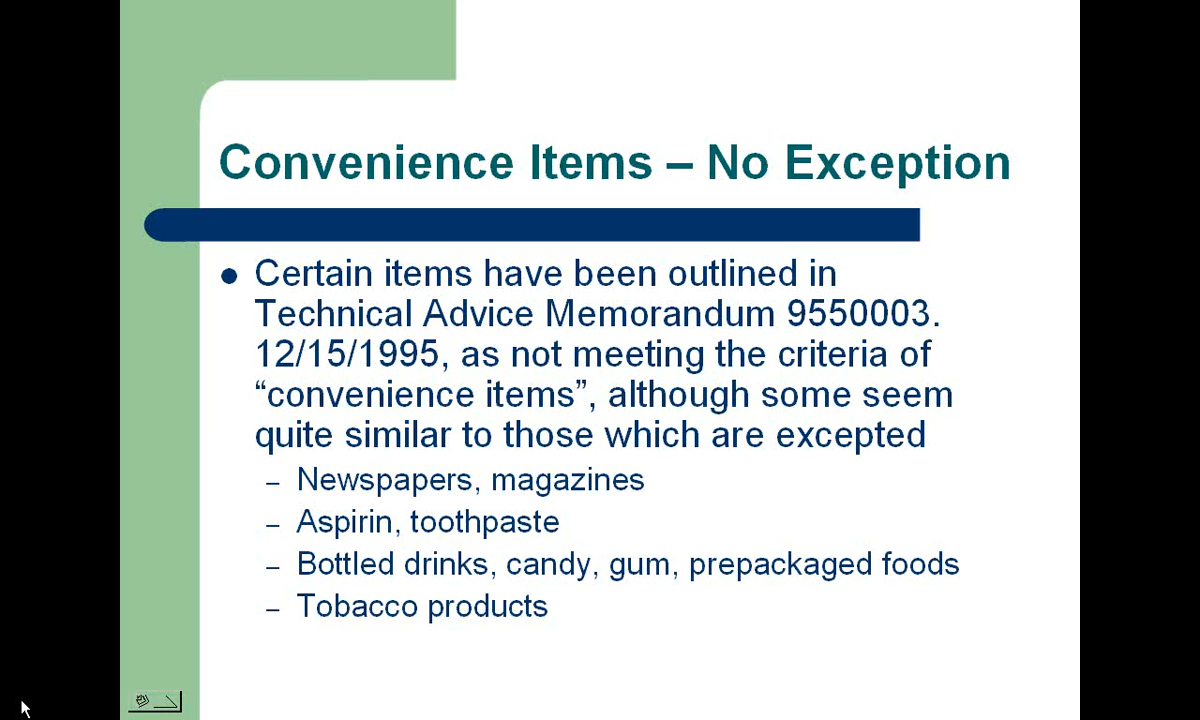 Convenience Items – No Exception
● Certain items have been outlined in
Technical Advice Memorandum 9550003.
12/15/1995, as not meeting the criteria of
“convenience items”, although some seem
quite similar to those which are excepted
– Newspapers, magazines
– Aspirin, toothpaste
– Bottled drinks, candy, gum, prepackaged foods
– Tobacco products